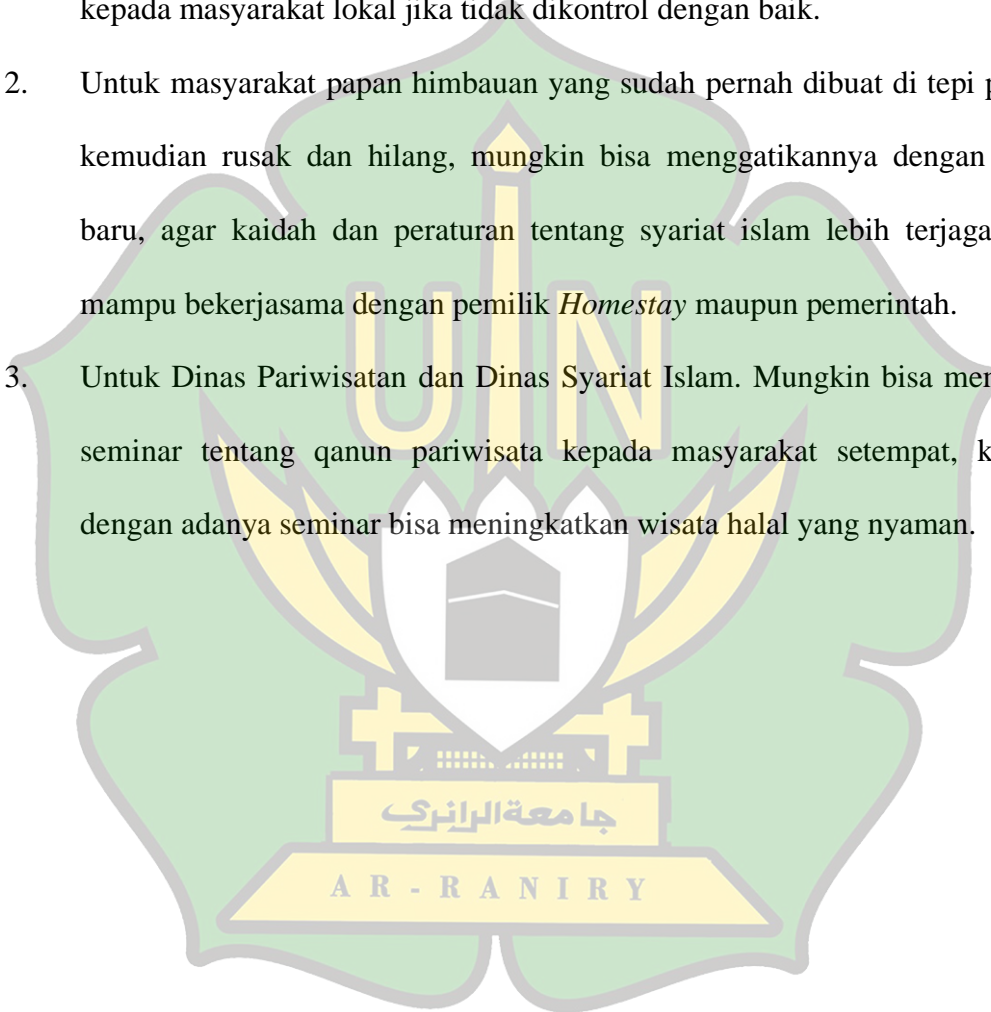 kepada masyarakat lokal jika tidak dikontrol dengan baik.
2. Untuk masyarakat papan himbauan yang sudah pernah dibuat di tepi
kemudian rusak dan hilang, mungkin bisa menggatikannya dengan
baru, agar kaidah dan peraturan tentang syariat islam lebih terjaga
mampu bekerjasama dengan pemilik Homestay maupun pemerintah.
3. Untuk Dinas Pariwisatan dan Dinas Syariat Islam. Mungkin bisa
seminar tentang qanun pariwisata kepada masyarakat setempat,
dengan adanya seminar bisa meningkatkan wisata halal yang nyaman.
UIN
جامعة الرانري
AR-RANIRY